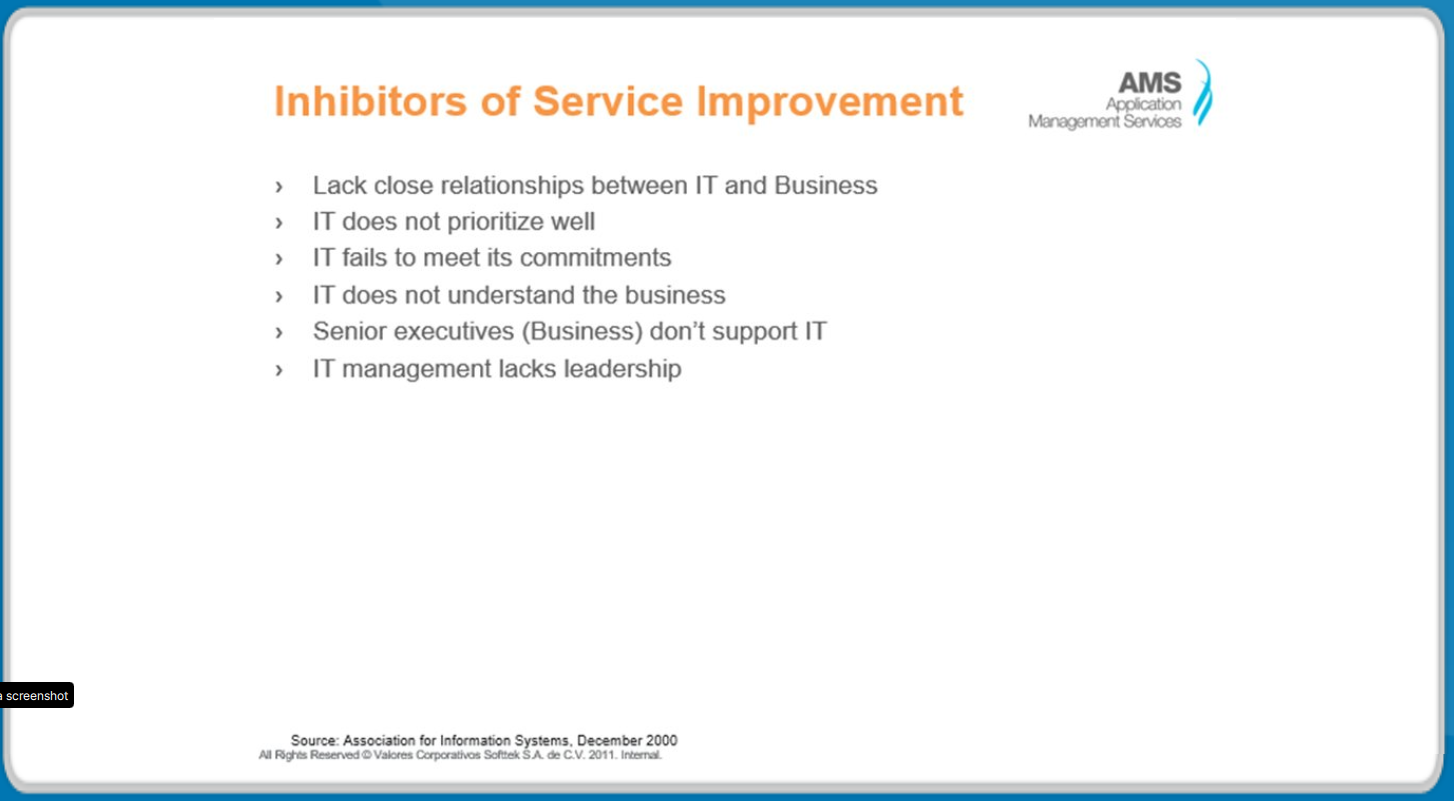 Inhibitors of Service Improvement
AMS
Application
Management Services
› Lack close relationships between IT and Business
› IT does not prioritize well
› IT fails to meet its commitments
› IT does not understand the business
› Senior executives (Business) don’t support IT
› IT management lacks leadership
a screenshot
Source: Association for Information Systems, December 2000
All Rights Reserved © Valores Corporativos Softtek S.A. de C.V. 2011. Internal.